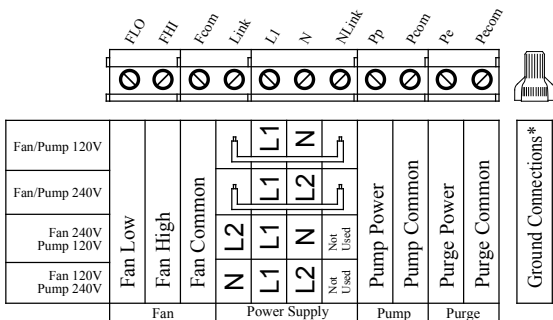 FLO FHI Fcom Link L1 N NLink Pp Pcom Pe Pecom
Fan/Pump 120V
L1 N
Fan/Pump 240V
L1 L2
Fan 240V
Pump 120V
L2 L1 N Not Used
Fan 120V
Pump 240V
N L1 L2 Not Used
Fan Low
Fan High
Fan Common
Pump Power
Pump Common
Purge Power
Purge Common
Ground Connections*
Fan Power Supply Pump Purge